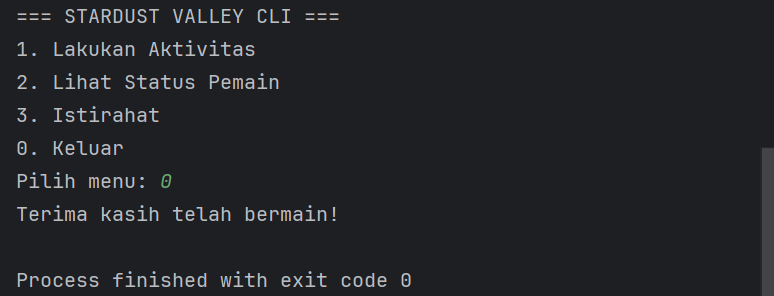 === STARDUST VALLEY CLI ===
1. Lakukan Aktivitas
2. Lihat Status Pemain
3. Istirahat
0. Keluar
Pilih menu: 0
Terima kasih telah bermain!
Process finished with exit code 0